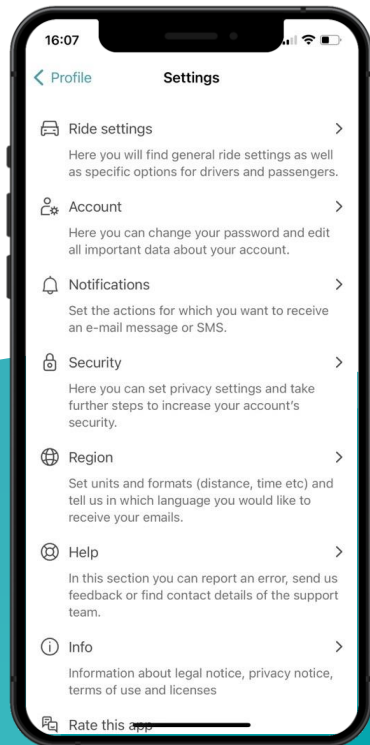 16:07
Profile
Settings
Ride settings
Here you will find general ride settings as well
as specific options for drivers and passengers.
Account
Here you can change your password and edit
all important data about your account.
Notifications
Set the actions for which you want to receive
an e-mail message or SMS.
Security
Here you can set privacy settings and take
further steps to increase your account's
security.
Region
Set units and formats (distance, time etc) and
tell us in which language you would like to
receive your emails.
Help
In this section you can report an error, send us
feedback or find contact details of the support
team.
Info
Information about legal notice, privacy notice,
terms of use and licenses
Rate this app